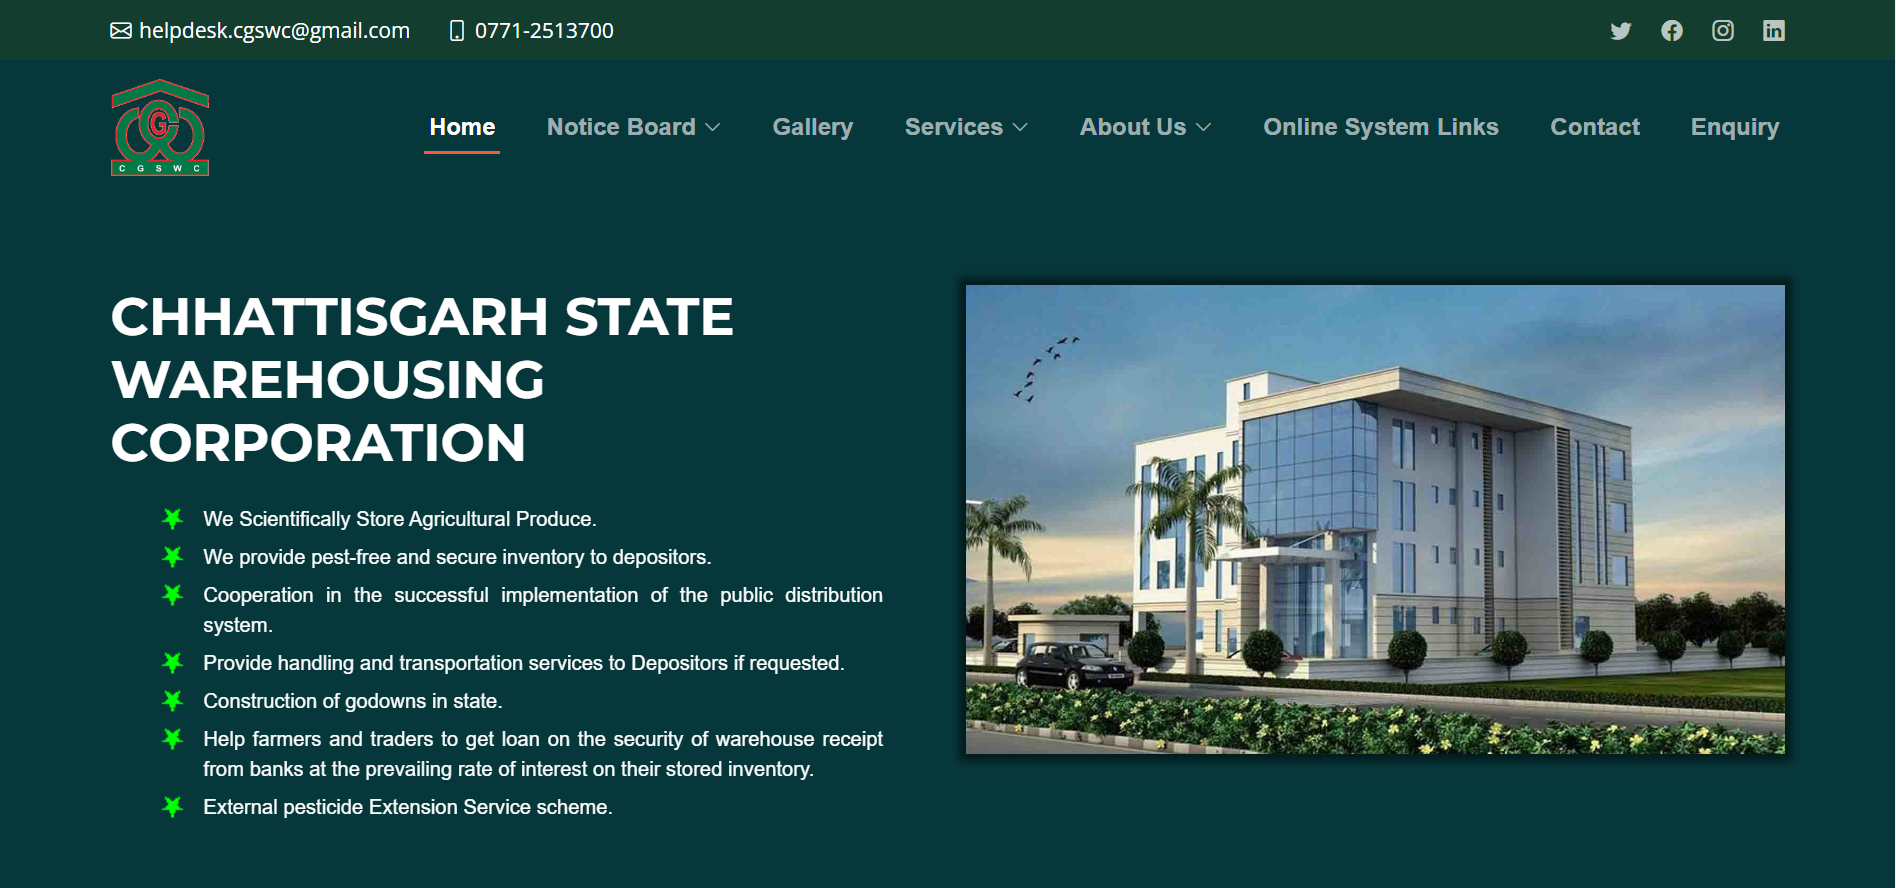 helpdesk.cgswc@gmail.com 0771-2513700
CGC
C G S W C
Home Notice Board Gallery Services About Us Online System Links Contact Enquiry
CHHATTISGARH STATE
WAREHOUSING
CORPORATION
We Scientifically Store Agricultural Produce.
We provide pest-free and secure inventory to depositors.
Cooperation in the successful implementation of the public distribution
system.
Provide handling and transportation services to Depositors if requested.
Construction of godowns in state.
Help farmers and traders to get loan on the security of warehouse receipt
from banks at the prevailing rate of interest on their stored inventory.
External pesticide Extension Service scheme.